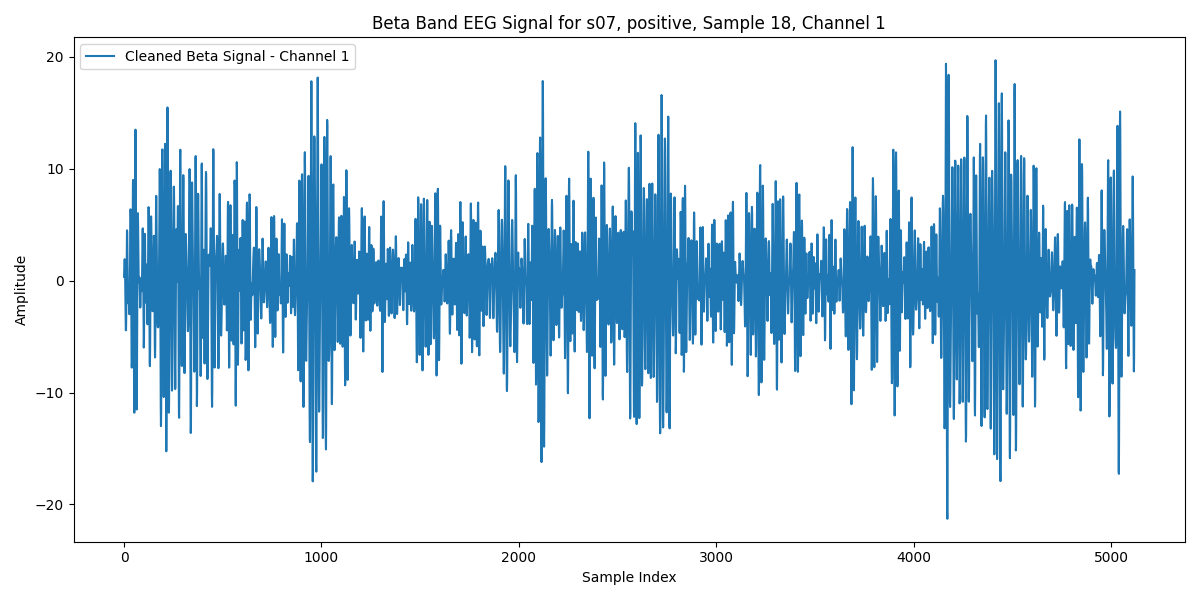 Beta Band EEG Signal for s07, positive, Sample 18, Channel 1
Cleaned Beta Signal - Channel 1
20
10
0
−10
−20
Amplitude
0 1000 2000 3000 4000 5000
Sample Index